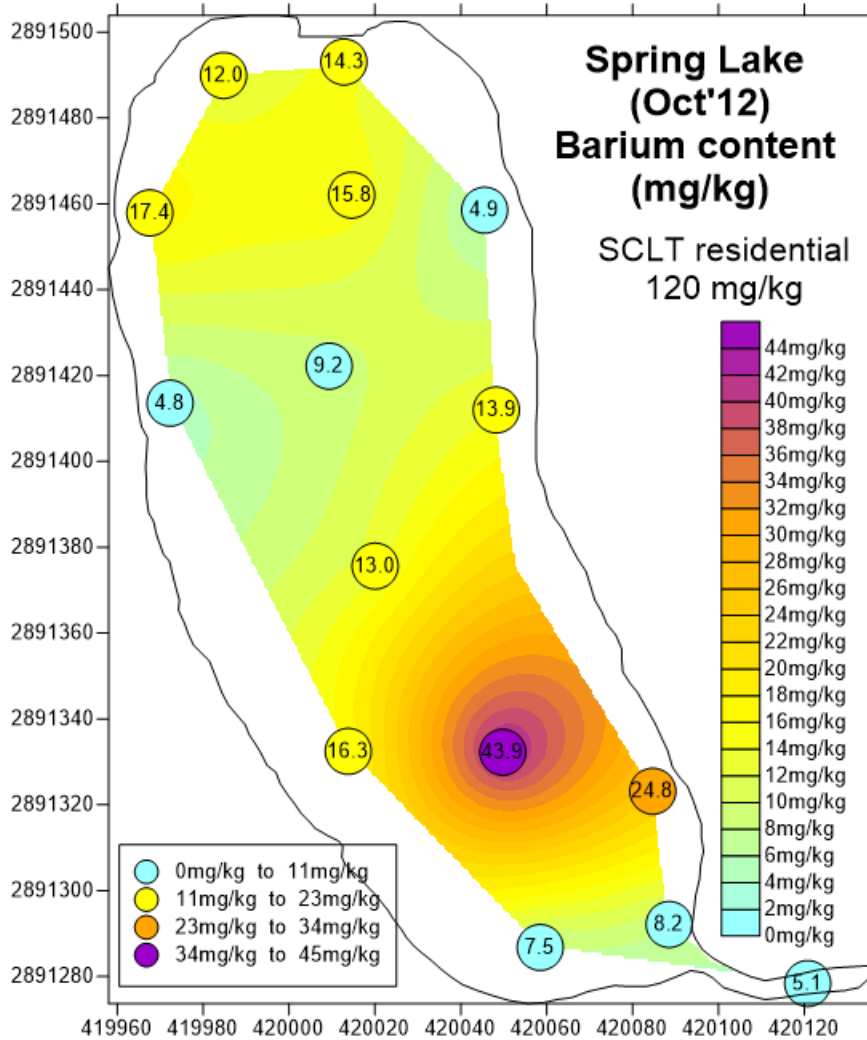 Spring Lake
(Oct'12)
Barium content
(mg/kg)
SCLT residential
120 mg/kg
2891500
2891480
2891460
2891440
2891420
2891400
2891380
2891360
2891340
2891320
2891300
2891280
12.0
14.3
17.4
15.8
4.9
9.2
4.8
13.9
13.0
16.3
43.9
24.8
8.2
7.5
5.1
44mg/kg
42mg/kg
40mg/kg
38mg/kg
36mg/kg
34mg/kg
32mg/kg
30mg/kg
28mg/kg
26mg/kg
24mg/kg
22mg/kg
20mg/kg
18mg/kg
16mg/kg
14mg/kg
12mg/kg
10mg/kg
8mg/kg
6mg/kg
4mg/kg
2mg/kg
0mg/kg
0mg/kg to 11mg/kg
11mg/kg to 23mg/kg
23mg/kg to 34mg/kg
34mg/kg to 45mg/kg
419960 419980 420000 420020 420040 420060 420080 420100 420120